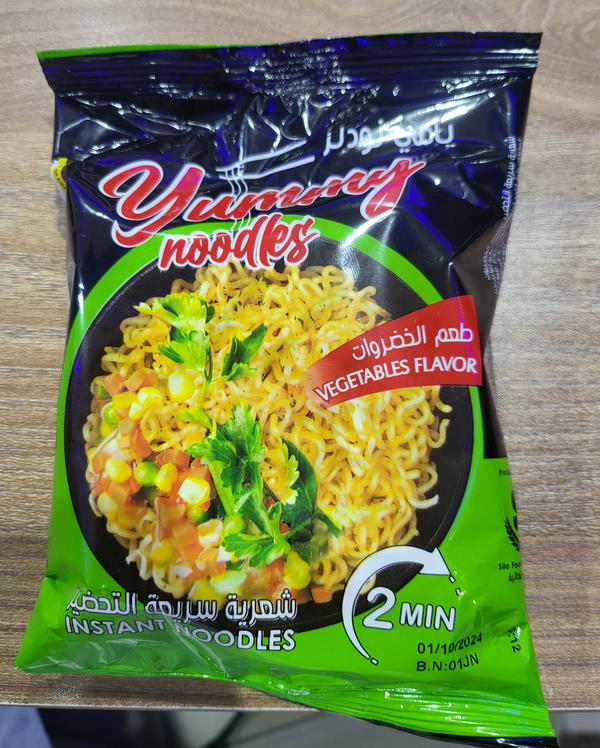 يامي نودلز
Yummy
noodles
طعم الخضروات
VEGETABLES FLAVOR
شعرية سريعة التحضير
INSTANT NOODLES
2 MIN
01/10/2024
B.N:01JN
Silo